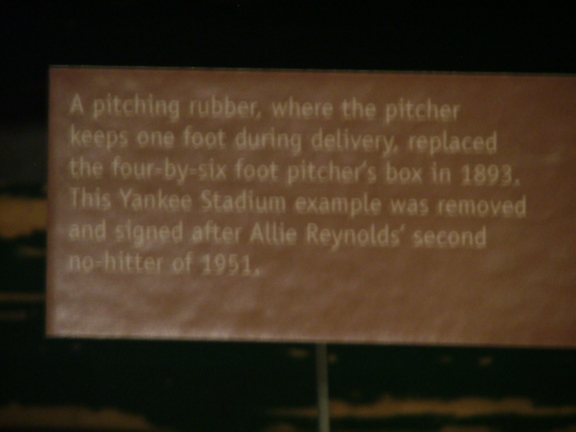 A pitching rubber, where the pitcher
keeps one foot during delivery, replaced
the four-by-six foot pitcher's box in 1893.
This Yankee Stadium example was removed
and signed after Allie Reynolds' second
no-hitter of 1951.